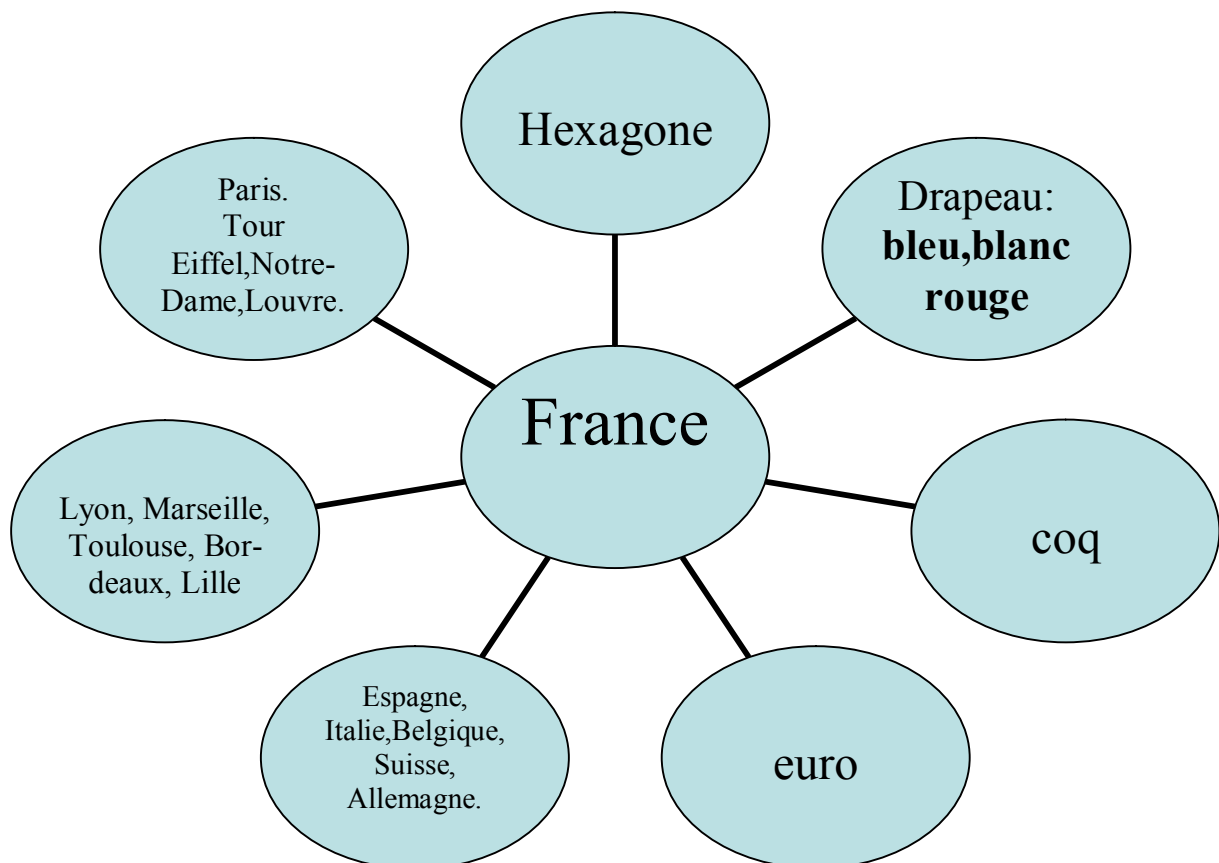 Hexagone
Paris.
Tour
Eiffel,Notre-
Dame,Louvre.
Drapeau:
bleu,blanc
rouge
France
Lyon, Marseille,
Toulouse, Bor-
deaux, Lille
coq
Espagne,
Italie,Belgique,
Suisse,
Allemagne.
euro